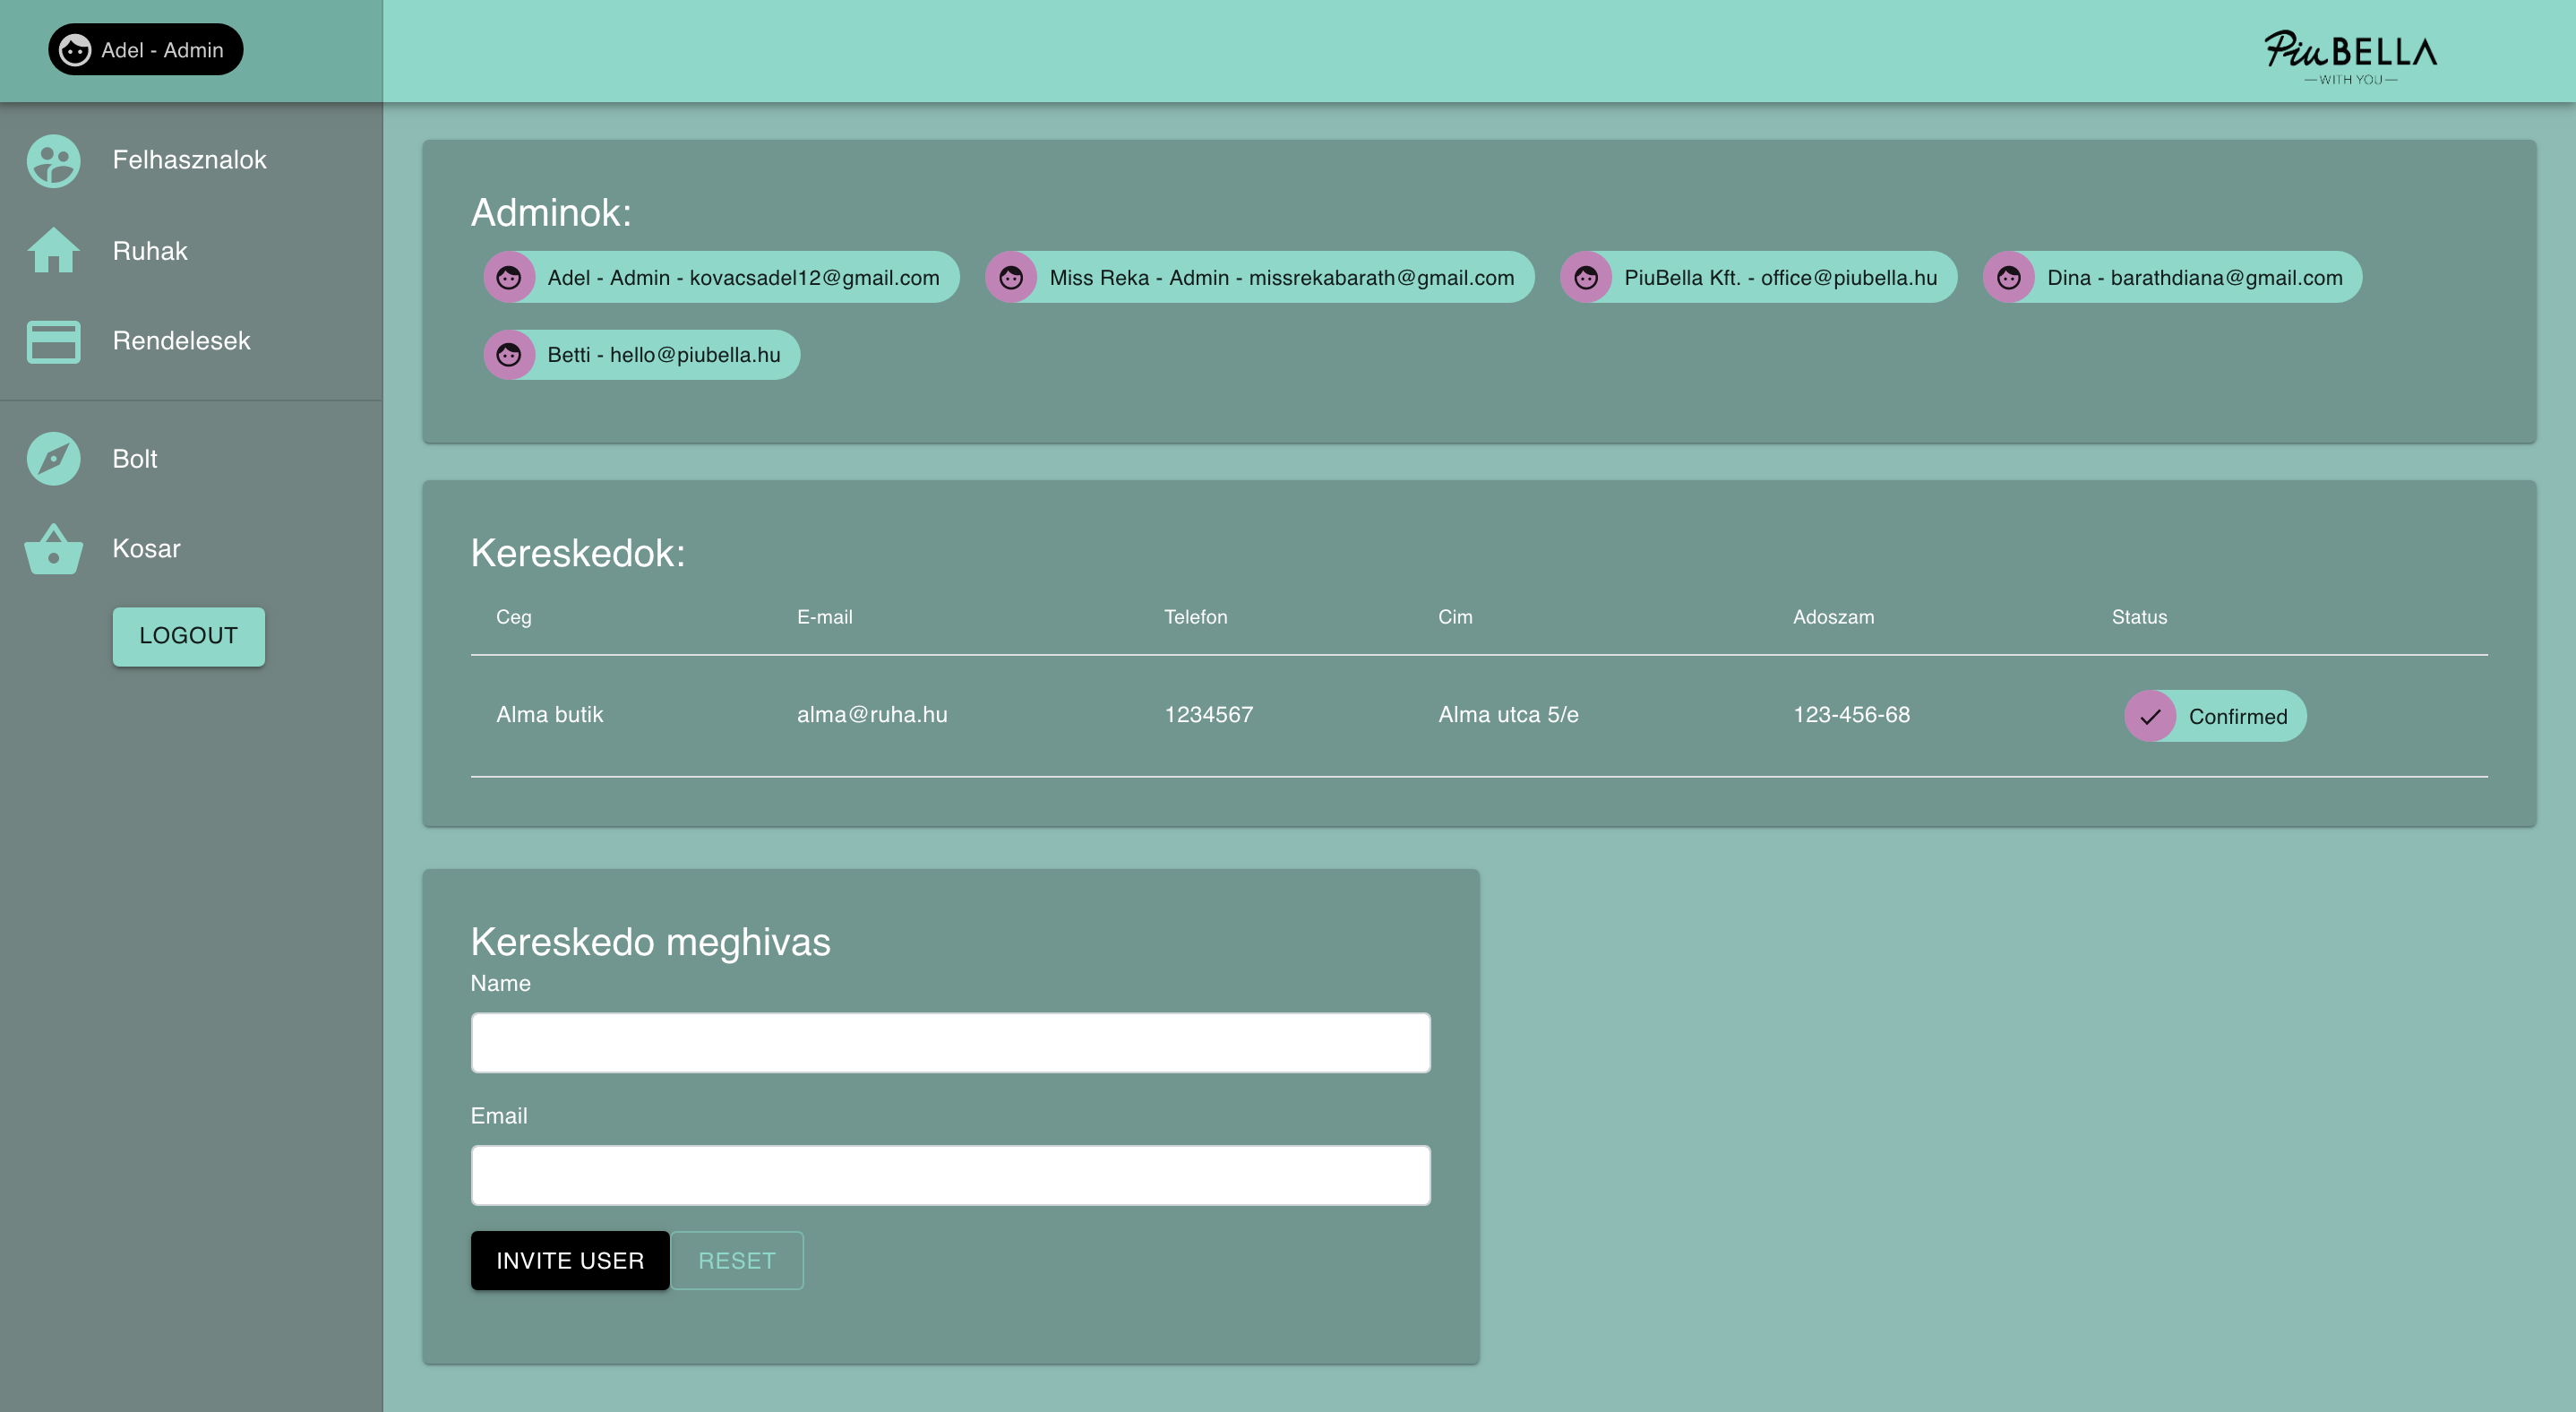 Adel - Admin
PiuBELLA
WITH YOU
Felhasznalok
Ruhak
Rendelesek
Bolt
Kosar
LOGOUT
Adminok:
Adel - Admin - kovacsadel12@gmail.com
Miss Reka - Admin - missrekabarath@gmail.com
PiuBella Kft. - office@piubella.hu
Dina - barathdiana@gmail.com
Betti - hello@piubella.hu
Kereskedok:
Ceg E-mail Telefon Cim Adoszam Status
Alma butik alma@ruha.hu 1234567 Alma utca 5/e 123-456-68 Confirmed
Kereskedo meghivas
Name
Email
INVITE USER RESET